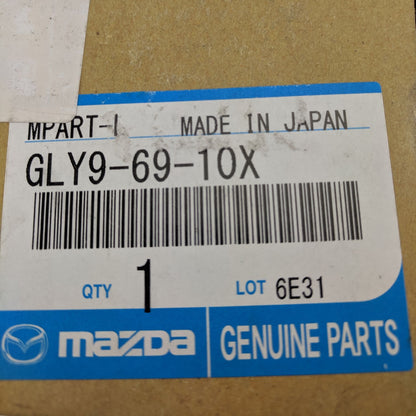 MPART-I MADE IN JAPAN
GLY9-69-10X
QTY 1 LOT 6E31
mazda GENUINE PARTS